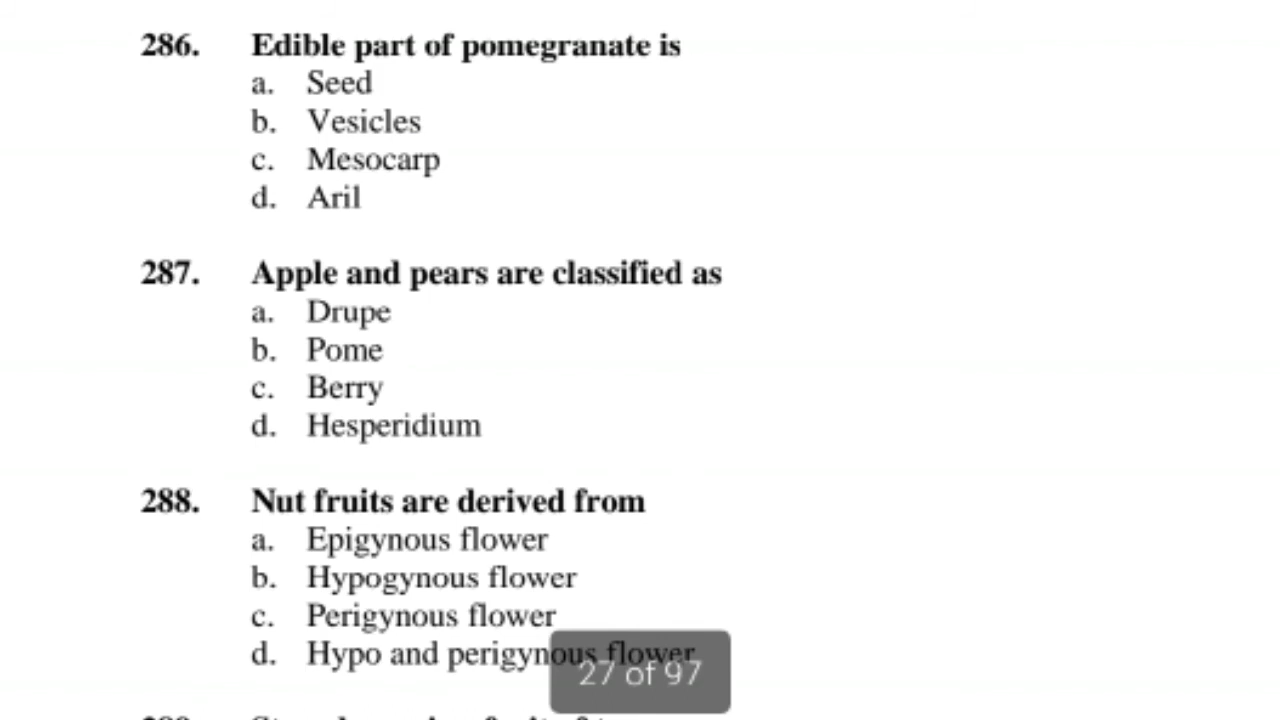 286. Edible part of pomegranate is
a. Seed
b. Vesicles
c. Mesocarp
d. Aril
287. Apple and pears are classified as
a. Drupe
b. Pome
c. Berry
d. Hesperidium
288. Nut fruits are derived from
a. Epigynous flower
b. Hypogynous flower
c. Perigynous flower
d. Hypo and perigynous flower
27 of 97